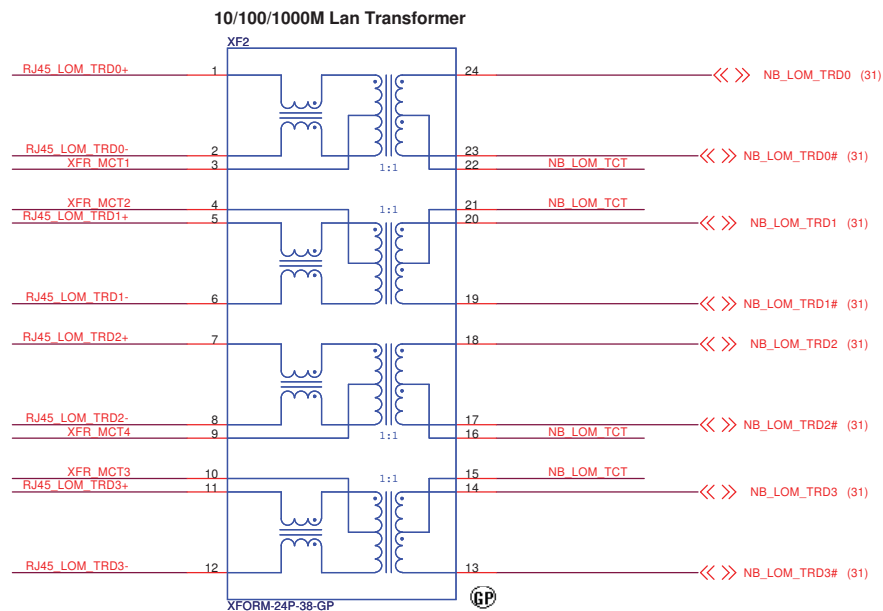 10/100/1000M Lan Transformer
XF2
RJ45_LOM_TRD0+ 1 24 NB_LOM_TRD0 (31)
RJ45_LOM_TRD0- 2 23 NB_LOM_TRD0# (31)
XFR_MCT1 3 22 NB_LOM_TCT
1:1
XFR_MCT2 4 1:1 21 NB_LOM_TCT
RJ45_LOM_TRD1+ 5 20 NB_LOM_TRD1 (31)
RJ45_LOM_TRD1- 6 19 NB_LOM_TRD1# (31)
RJ45_LOM_TRD2+ 7 18 NB_LOM_TRD2 (31)
RJ45_LOM_TRD2- 8 17 NB_LOM_TRD2# (31)
XFR_MCT4 9 1:1 16 NB_LOM_TCT
XFR_MCT3 10 1:1 15 NB_LOM_TCT
RJ45_LOM_TRD3+ 11 14 NB_LOM_TRD3 (31)
RJ45_LOM_TRD3- 12 13 NB_LOM_TRD3# (31)
XFORM-24P-38-GP
GP